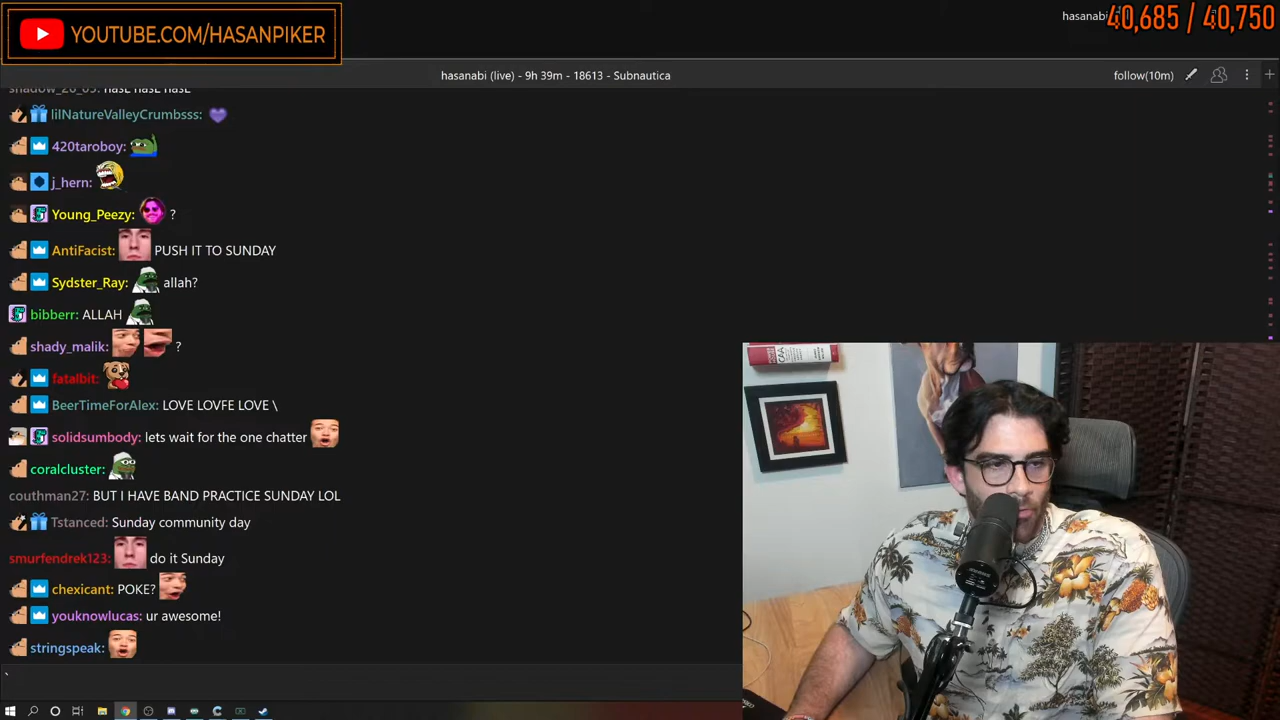 YOUTUBE.COM/HASANPIKER
40,685 / 40,750
hasanabi (live) - 9h 39m - 18613 - Subnautica
follow(10m)
lilNatureValleyCrumbsss:
420taroboy:
j_hern:
Young_Peezy: ?
AntiFacist: PUSH IT TO SUNDAY
Sydster_Ray: allah?
bibberr: ALLAH
shady_malik: ?
fatalbit:
BeerTimeForAlex: LOVE LOVFE LOVE \
solidsumbody: lets wait for the one chatter
coralcluster:
couthman27: BUT I HAVE BAND PRACTICE SUNDAY LOL
Tstanced: Sunday community day
smurfendrek123: do it Sunday
chexicant: POKE?
youknowlucas: ur awesome!
stringspeak:
`